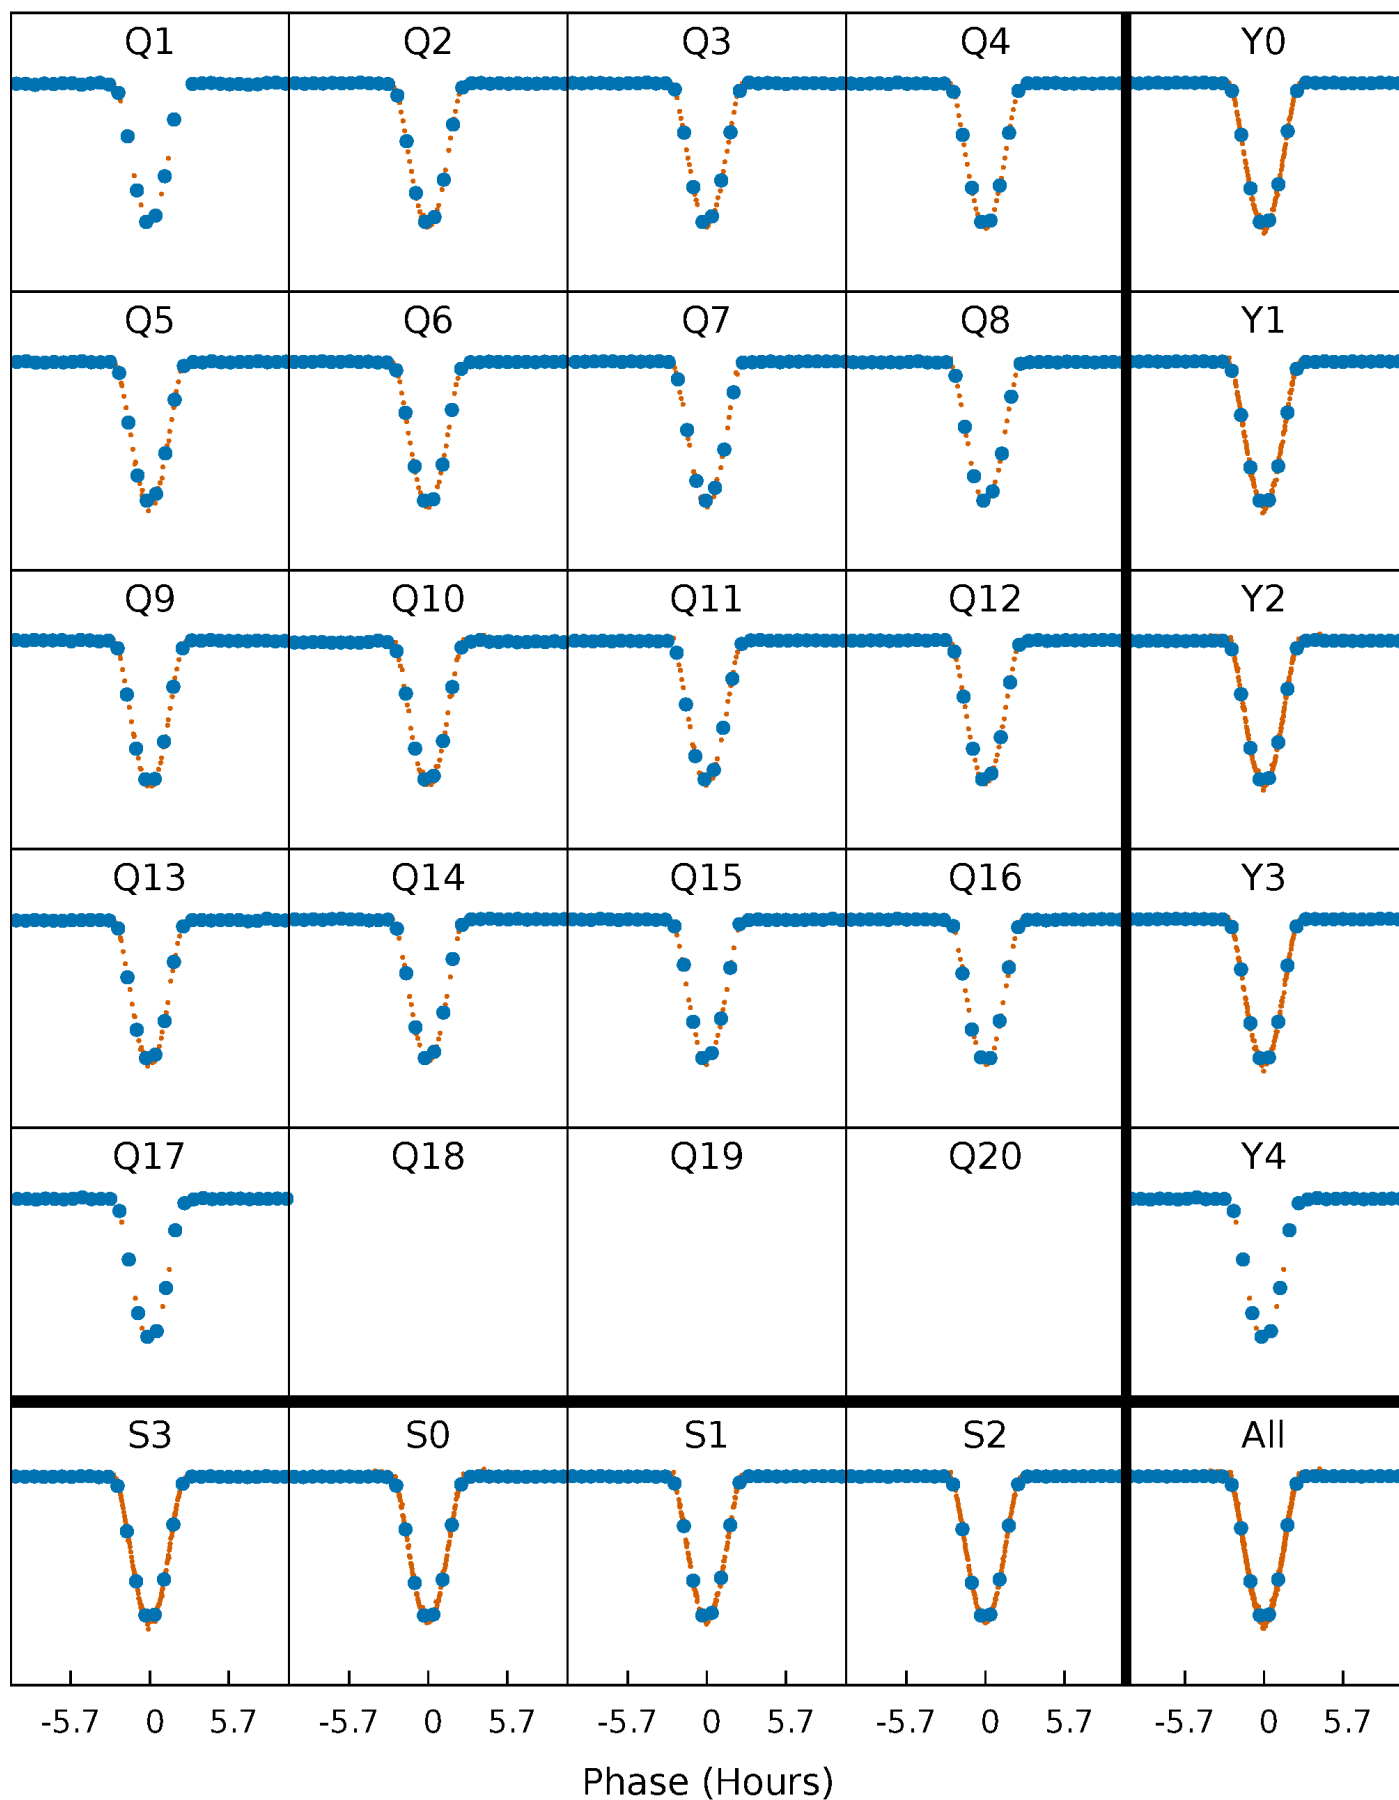 Q1 Q2 Q3 Q4 Y0
Q5 Q6 Q7 Q8 Y1
Q9 Q10 Q11 Q12 Y2
Q13 Q14 Q15 Q16 Y3
Q17 Q18 Q19 Q20 Y4
S3 S0 S1 S2 All
-5.7 0 5.7 -5.7 0 5.7 -5.7 0 5.7 -5.7 0 5.7 -5.7 0 5.7
Phase (Hours)